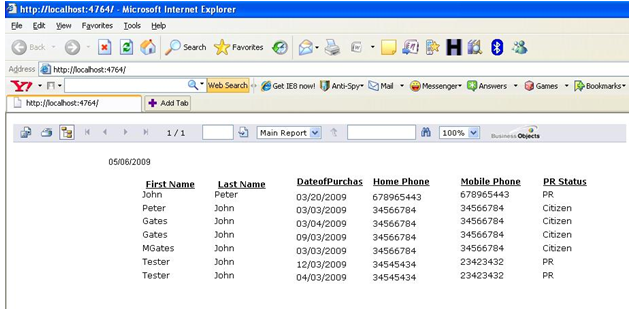 http://localhost:4764/ - Microsoft Internet Explorer
File Edit View Favorites Tools Help
Back Search Favorites
Address http://localhost:4764/
Y! Web Search Get IE8 now! Anti-Spy Mail Messenger Answers Games Bookmarks
http://localhost:4764/ Add Tab
1 / 1 Main Report 100% Business Objects
05/06/2009
First Name Last Name DateofPurchas Home Phone Mobile Phone PR Status
John Peter 03/20/2009 678965443 678965443 PR
Peter John 03/03/2009 34566784 34566784 Citizen
Gates John 03/04/2009 34566784 34566784 Citizen
Gates John 09/03/2009 34566784 34566784 Citizen
MGates John 03/03/2009 34566784 34566784 Citizen
Tester John 12/03/2009 34545434 23423432 PR
Tester John 04/03/2009 34545434 23423432 PR